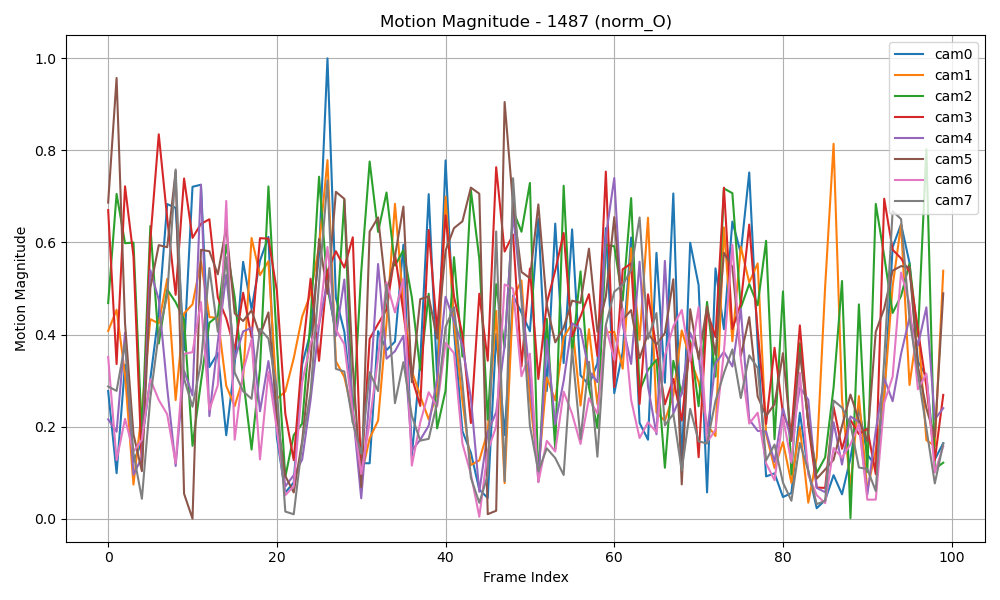 Motion Magnitude - 1487 (norm_O)
Motion Magnitude
1.0
0.8
0.6
0.4
0.2
0.0
0
20
40
60
80
100
Frame Index
cam0
cam1
cam2
cam3
cam4
cam5
cam6
cam7